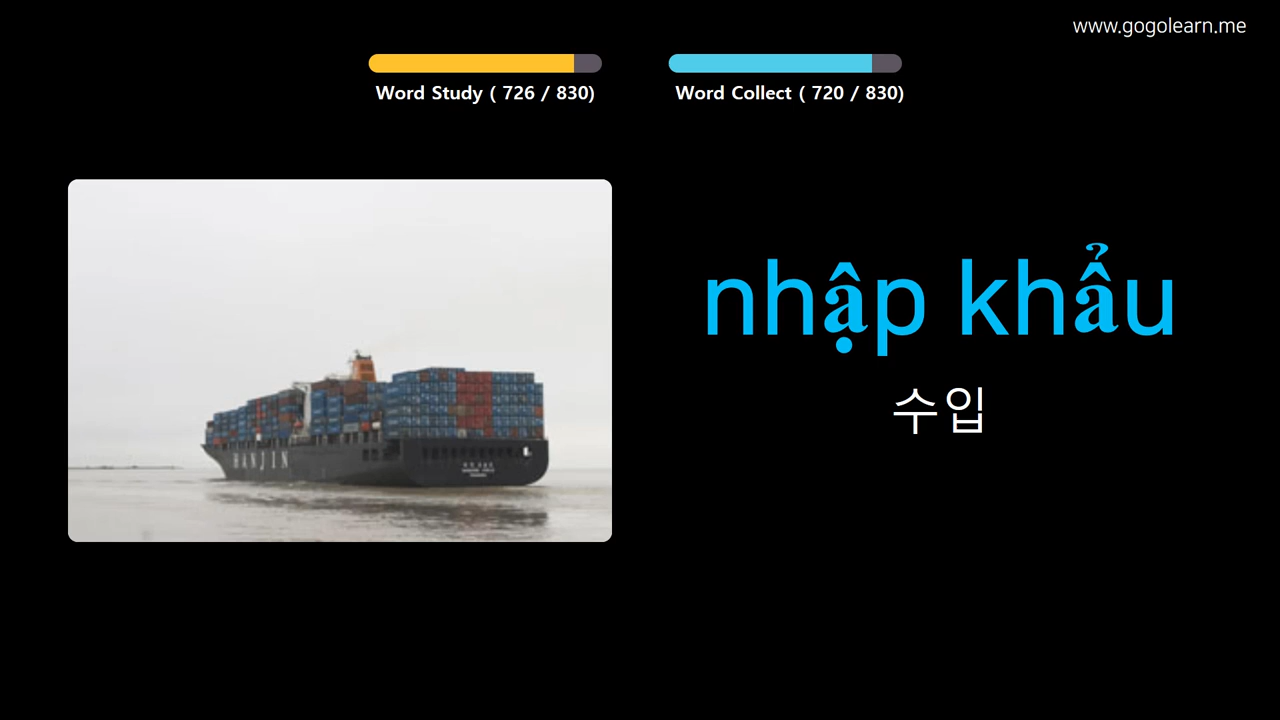 www.gogolearn.me
Word Study ( 726 / 830)
Word Collect ( 720 / 830)
nhập khẩu
수입
HANJIN